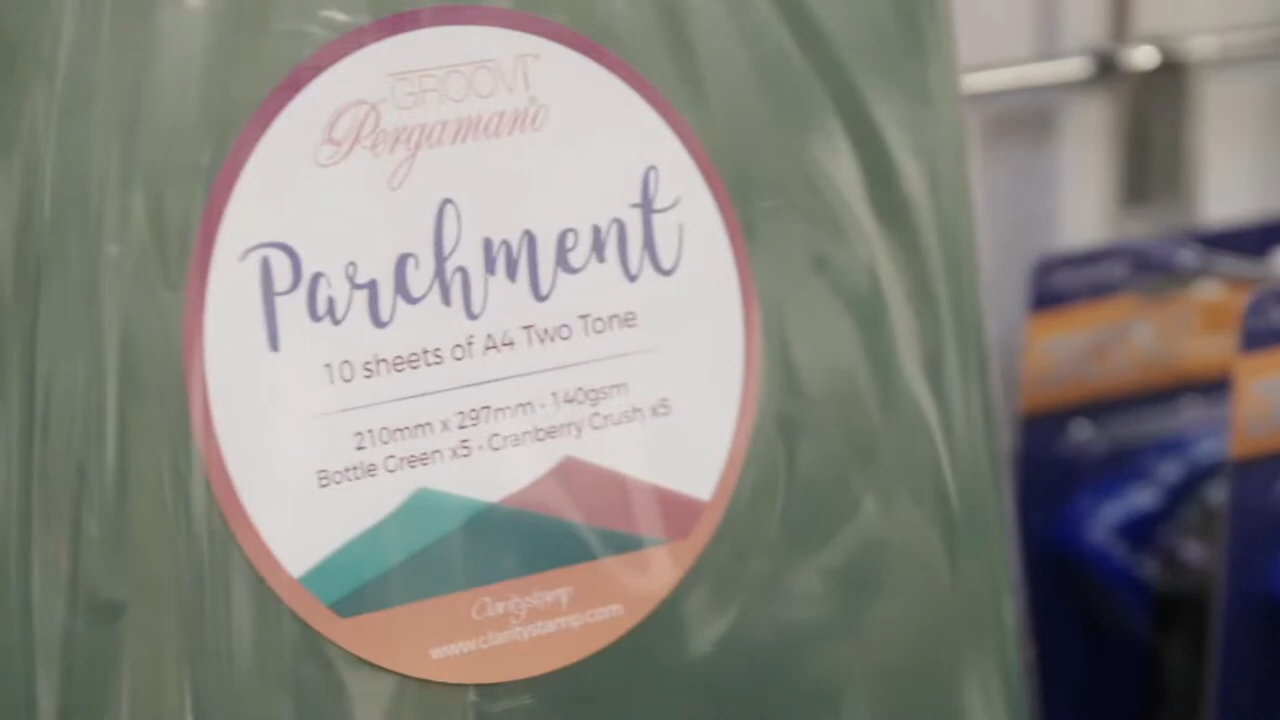 GROOVI
Pergamano
Parchment
10 sheets of A4 Two Tone
210mm x 297mm - 140gsm
Bottle Green x5 - Cranberry Crush x5
Claritystamp
www.claritystamp.com